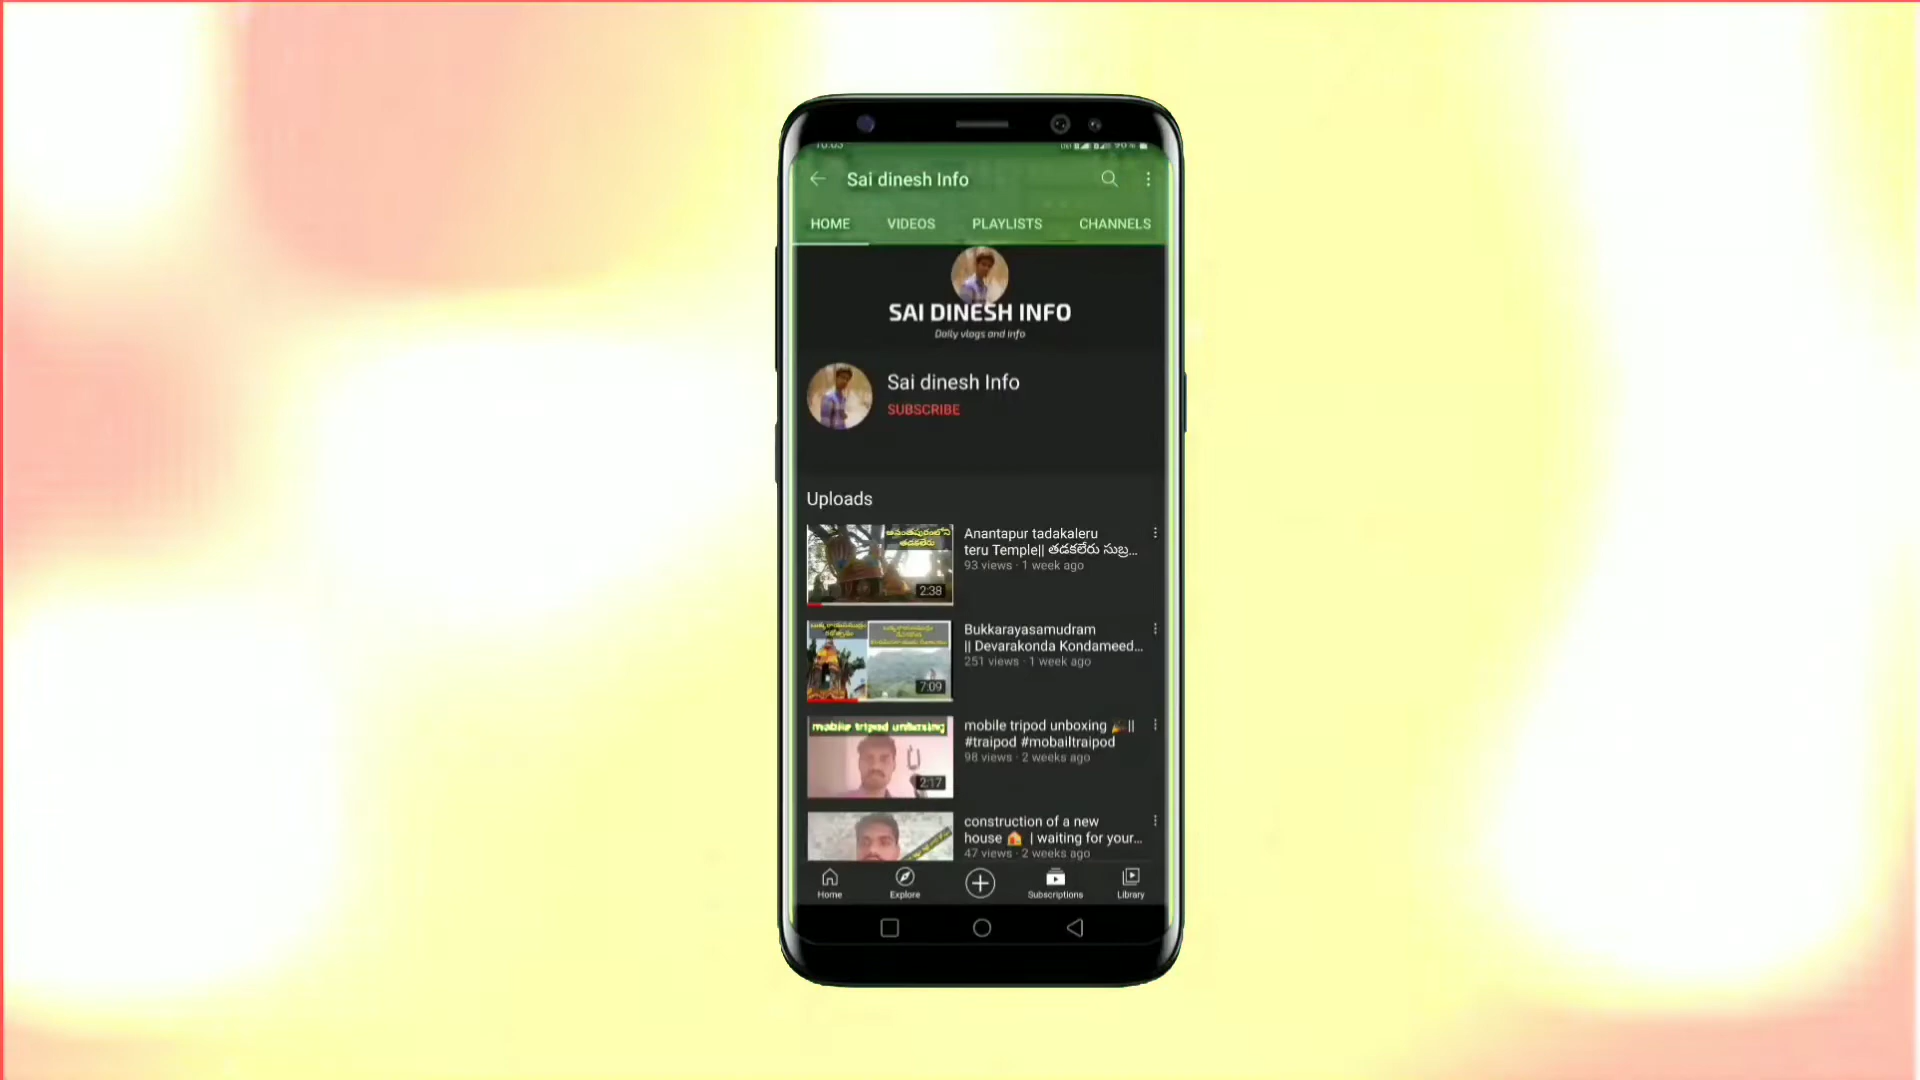 Sai dinesh Info
HOME VIDEOS PLAYLISTS CHANNELS
SAI DINESH INFO
Daily vlogs and info
Sai dinesh Info
SUBSCRIBE
Uploads
అనంతపురంలోని
తడకలేరు
2:38
Anantapur tadakaleru
teru Temple|| తడకలేరు సుబ్ర...
93 views · 1 week ago
7:09
Bukkarayasamudram
|| Devarakonda Kondameed...
251 views · 1 week ago
mobile tripod unboxing
2:17
mobile tripod unboxing 🎉||
#traipod #mobailtraipod
98 views · 2 weeks ago
construction of a new
house 🏠 | waiting for your...
47 views · 2 weeks ago
Home Explore Subscriptions Library